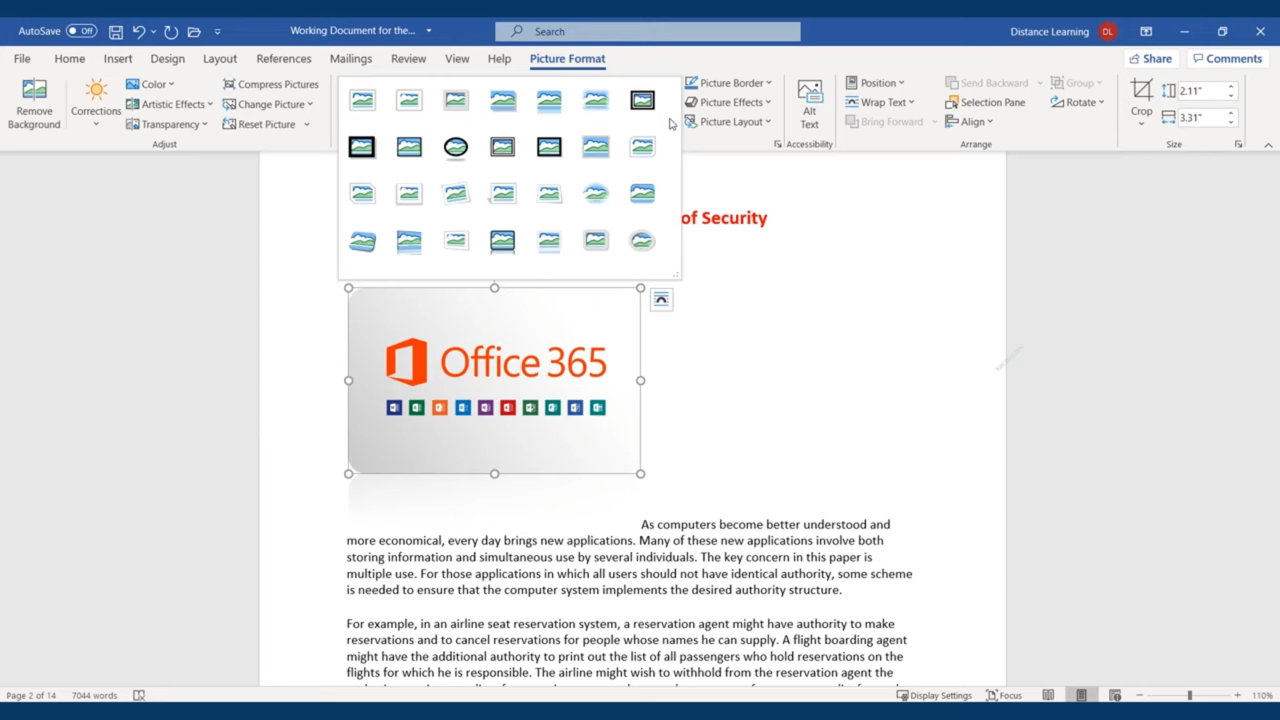 AutoSave Off Working Document for the... Search Distance Learning DL
File Home Insert Design Layout References Mailings Review View Help Picture Format Share Comments
Remove Background
Corrections
Color
Artistic Effects
Transparency
Compress Pictures
Change Picture
Reset Picture
Adjust
Picture Border
Picture Effects
Picture Layout
Alt Text
Accessibility
Position
Wrap Text
Bring Forward
Send Backward
Selection Pane
Align
Group
Rotate
Arrange
Crop
2.11"
3.31"
Size
of Security
Office 365
As computers become better understood and
more economical, every day brings new applications. Many of these new applications involve both
storing information and simultaneous use by several individuals. The key concern in this paper is
multiple use. For those applications in which all users should not have identical authority, some scheme
is needed to ensure that the computer system implements the desired authority structure.
For example, in an airline seat reservation system, a reservation agent might have authority to make
reservations and to cancel reservations for people whose names he can supply. A flight boarding agent
might have the additional authority to print out the list of all passengers who hold reservations on the
flights for which he is responsible. The airline might wish to withhold from the reservation agent the
Page 2 of 14 7044 words Display Settings Focus 110%